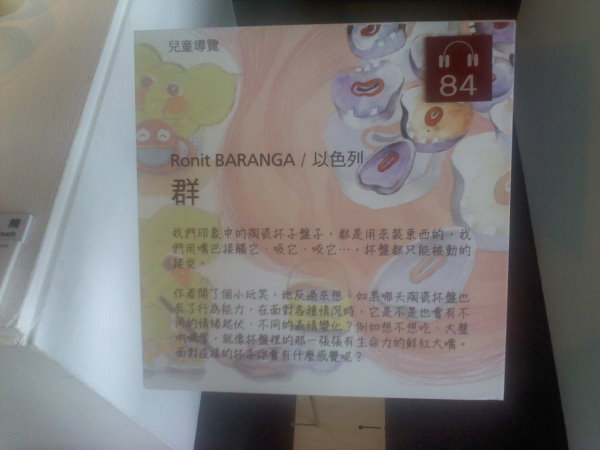 兒童導覽
84
Ronit BARANGA / 以色列
群
我們印象中的陶瓷杯子盤子，都是用來裝東西的，我
們用嘴巴接觸它、吸它、咬它…，杯盤都只能被動的
接受。
作者開了個小玩笑，她反過來想，如果哪天陶瓷杯盤也
有了行為能力，在面對各種情況時，它是不是也會有不
同的情緒起伏、不同的表情變化？例如想不想吃、大聲
吶喊等，就像杯盤裡的那一張張有生命力的鮮紅大嘴。
面對這樣的杯子你會有什麼感覺呢？